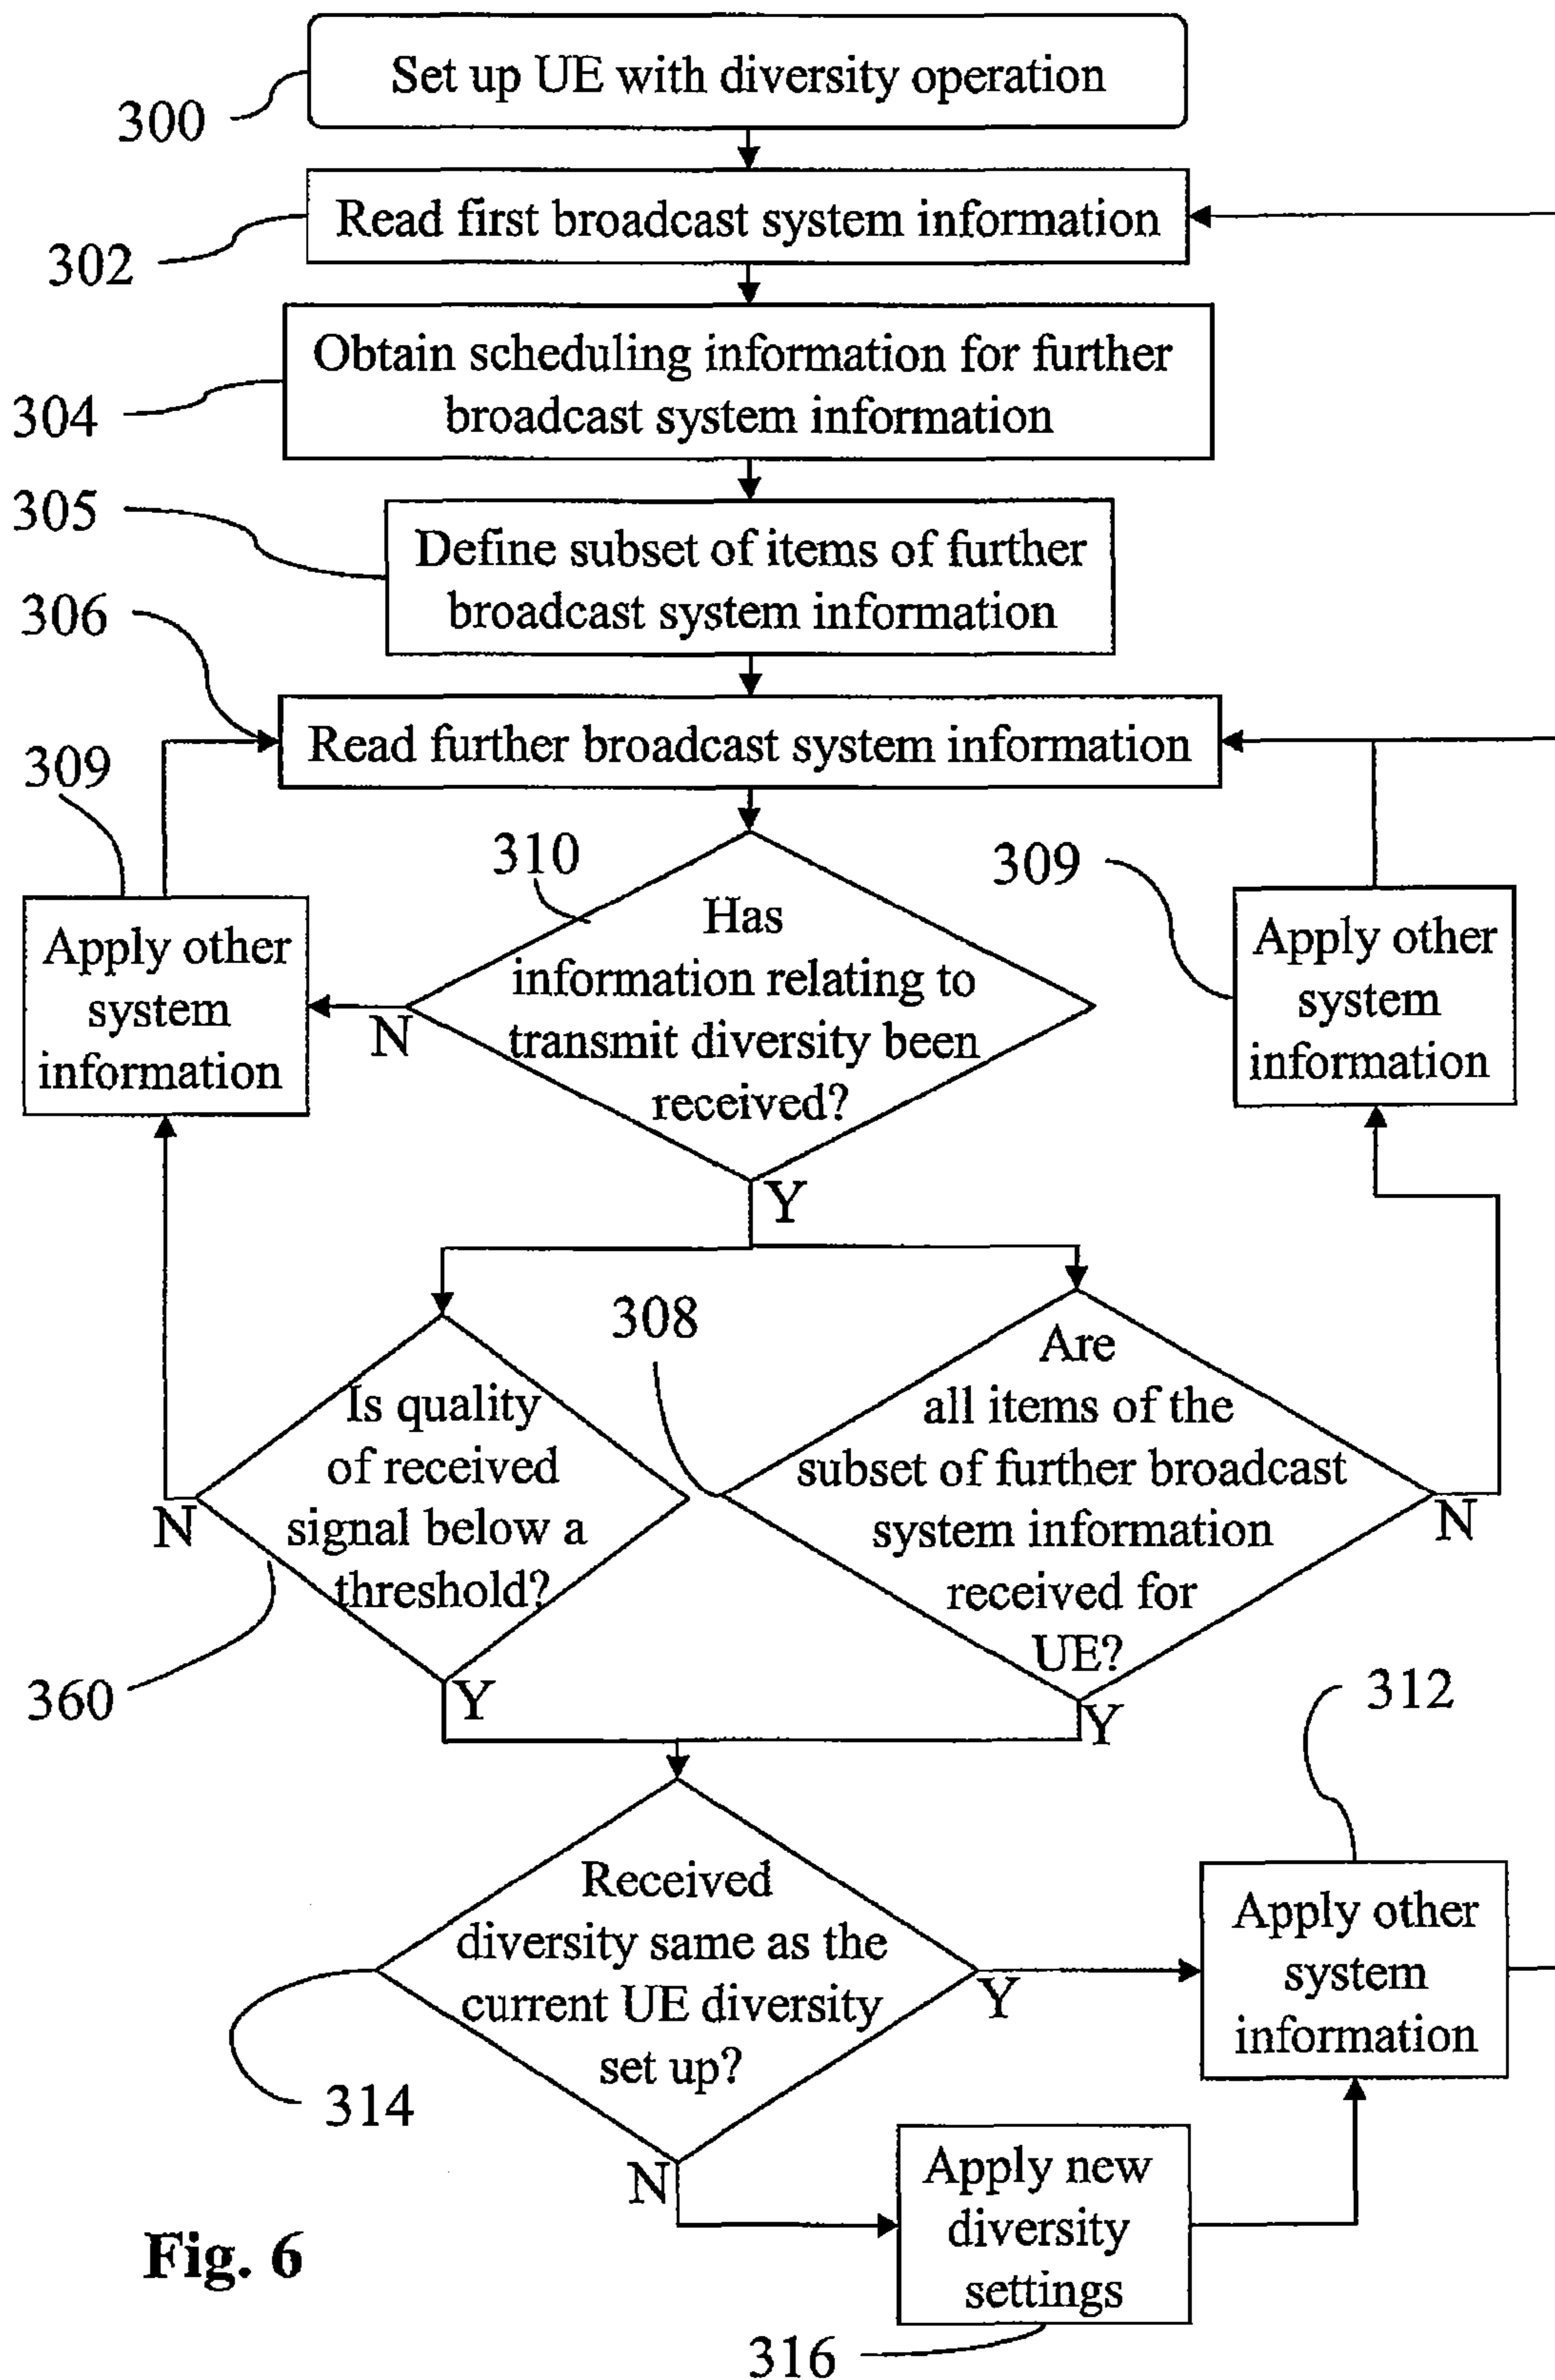 Set up UE with diversity operation
300
Read first broadcast system information
302
Obtain scheduling information for further
broadcast system information
304
305
Define subset of items of further
broadcast system information
306
Read further broadcast system information
309
310
309
Has
information relating to
transmit diversity been
received?
Apply other
system
information
N
Apply other
system
information
Y
308
Is quality
of received
signal below a
threshold?
N
Are
all items of the
subset of further broadcast
system information
received for
UE?
N
360
Y
Y
312
Received
diversity same as the
current UE diversity
set up?
Y
Apply other
system
information
314
N
Apply new
diversity
settings
Fig. 6
316